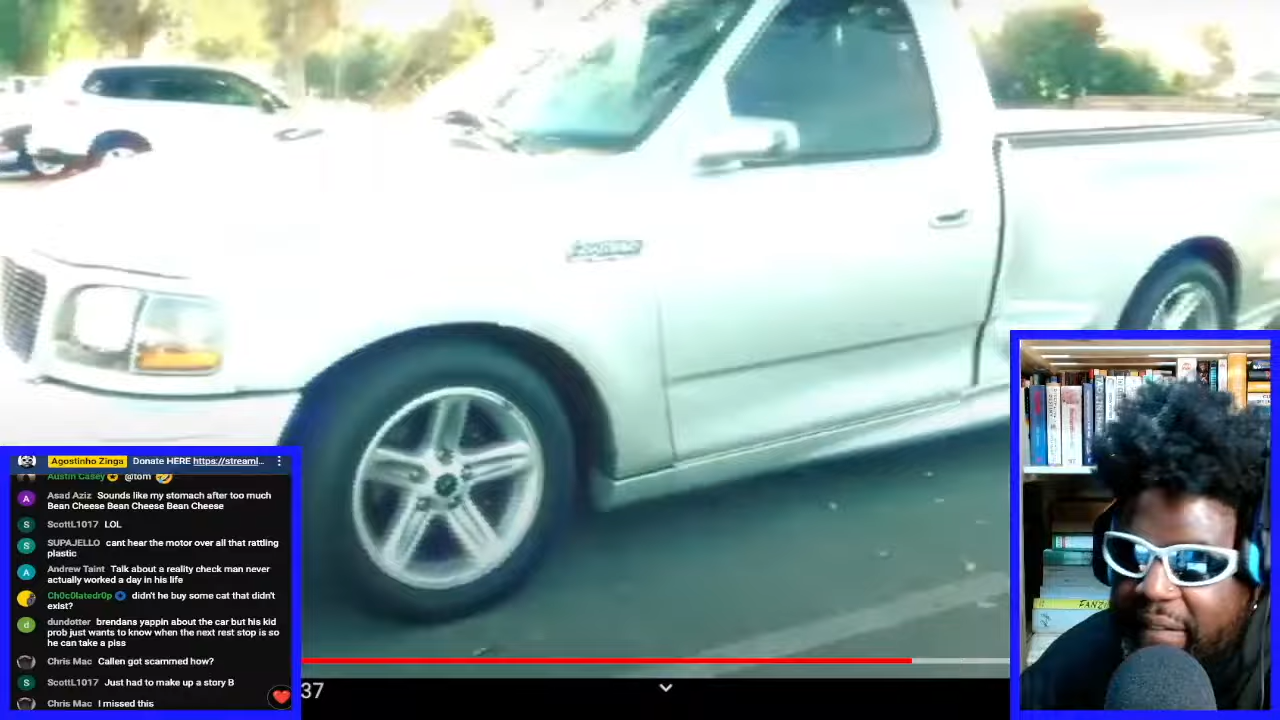 Agostinho Zinga Donate HERE https://streaml...
Austin Casey @tom
Asad Aziz Sounds like my stomach after too much
Bean Cheese Bean Cheese Bean Cheese
ScottL1017 LOL
SUPAJELLO cant hear the motor over all that rattling
plastic
Andrew Taint Talk about a reality check man never
actually worked a day in his life
Ch0c0latedr0p didn't he buy some cat that didn't
exist?
dundotter brendans yappin about the car but his kid
prob just wants to know when the next rest stop is so
he can take a piss
Chris Mac Callen got scammed how?
ScottL1017 Just had to make up a story B
Chris Mac I missed this
37